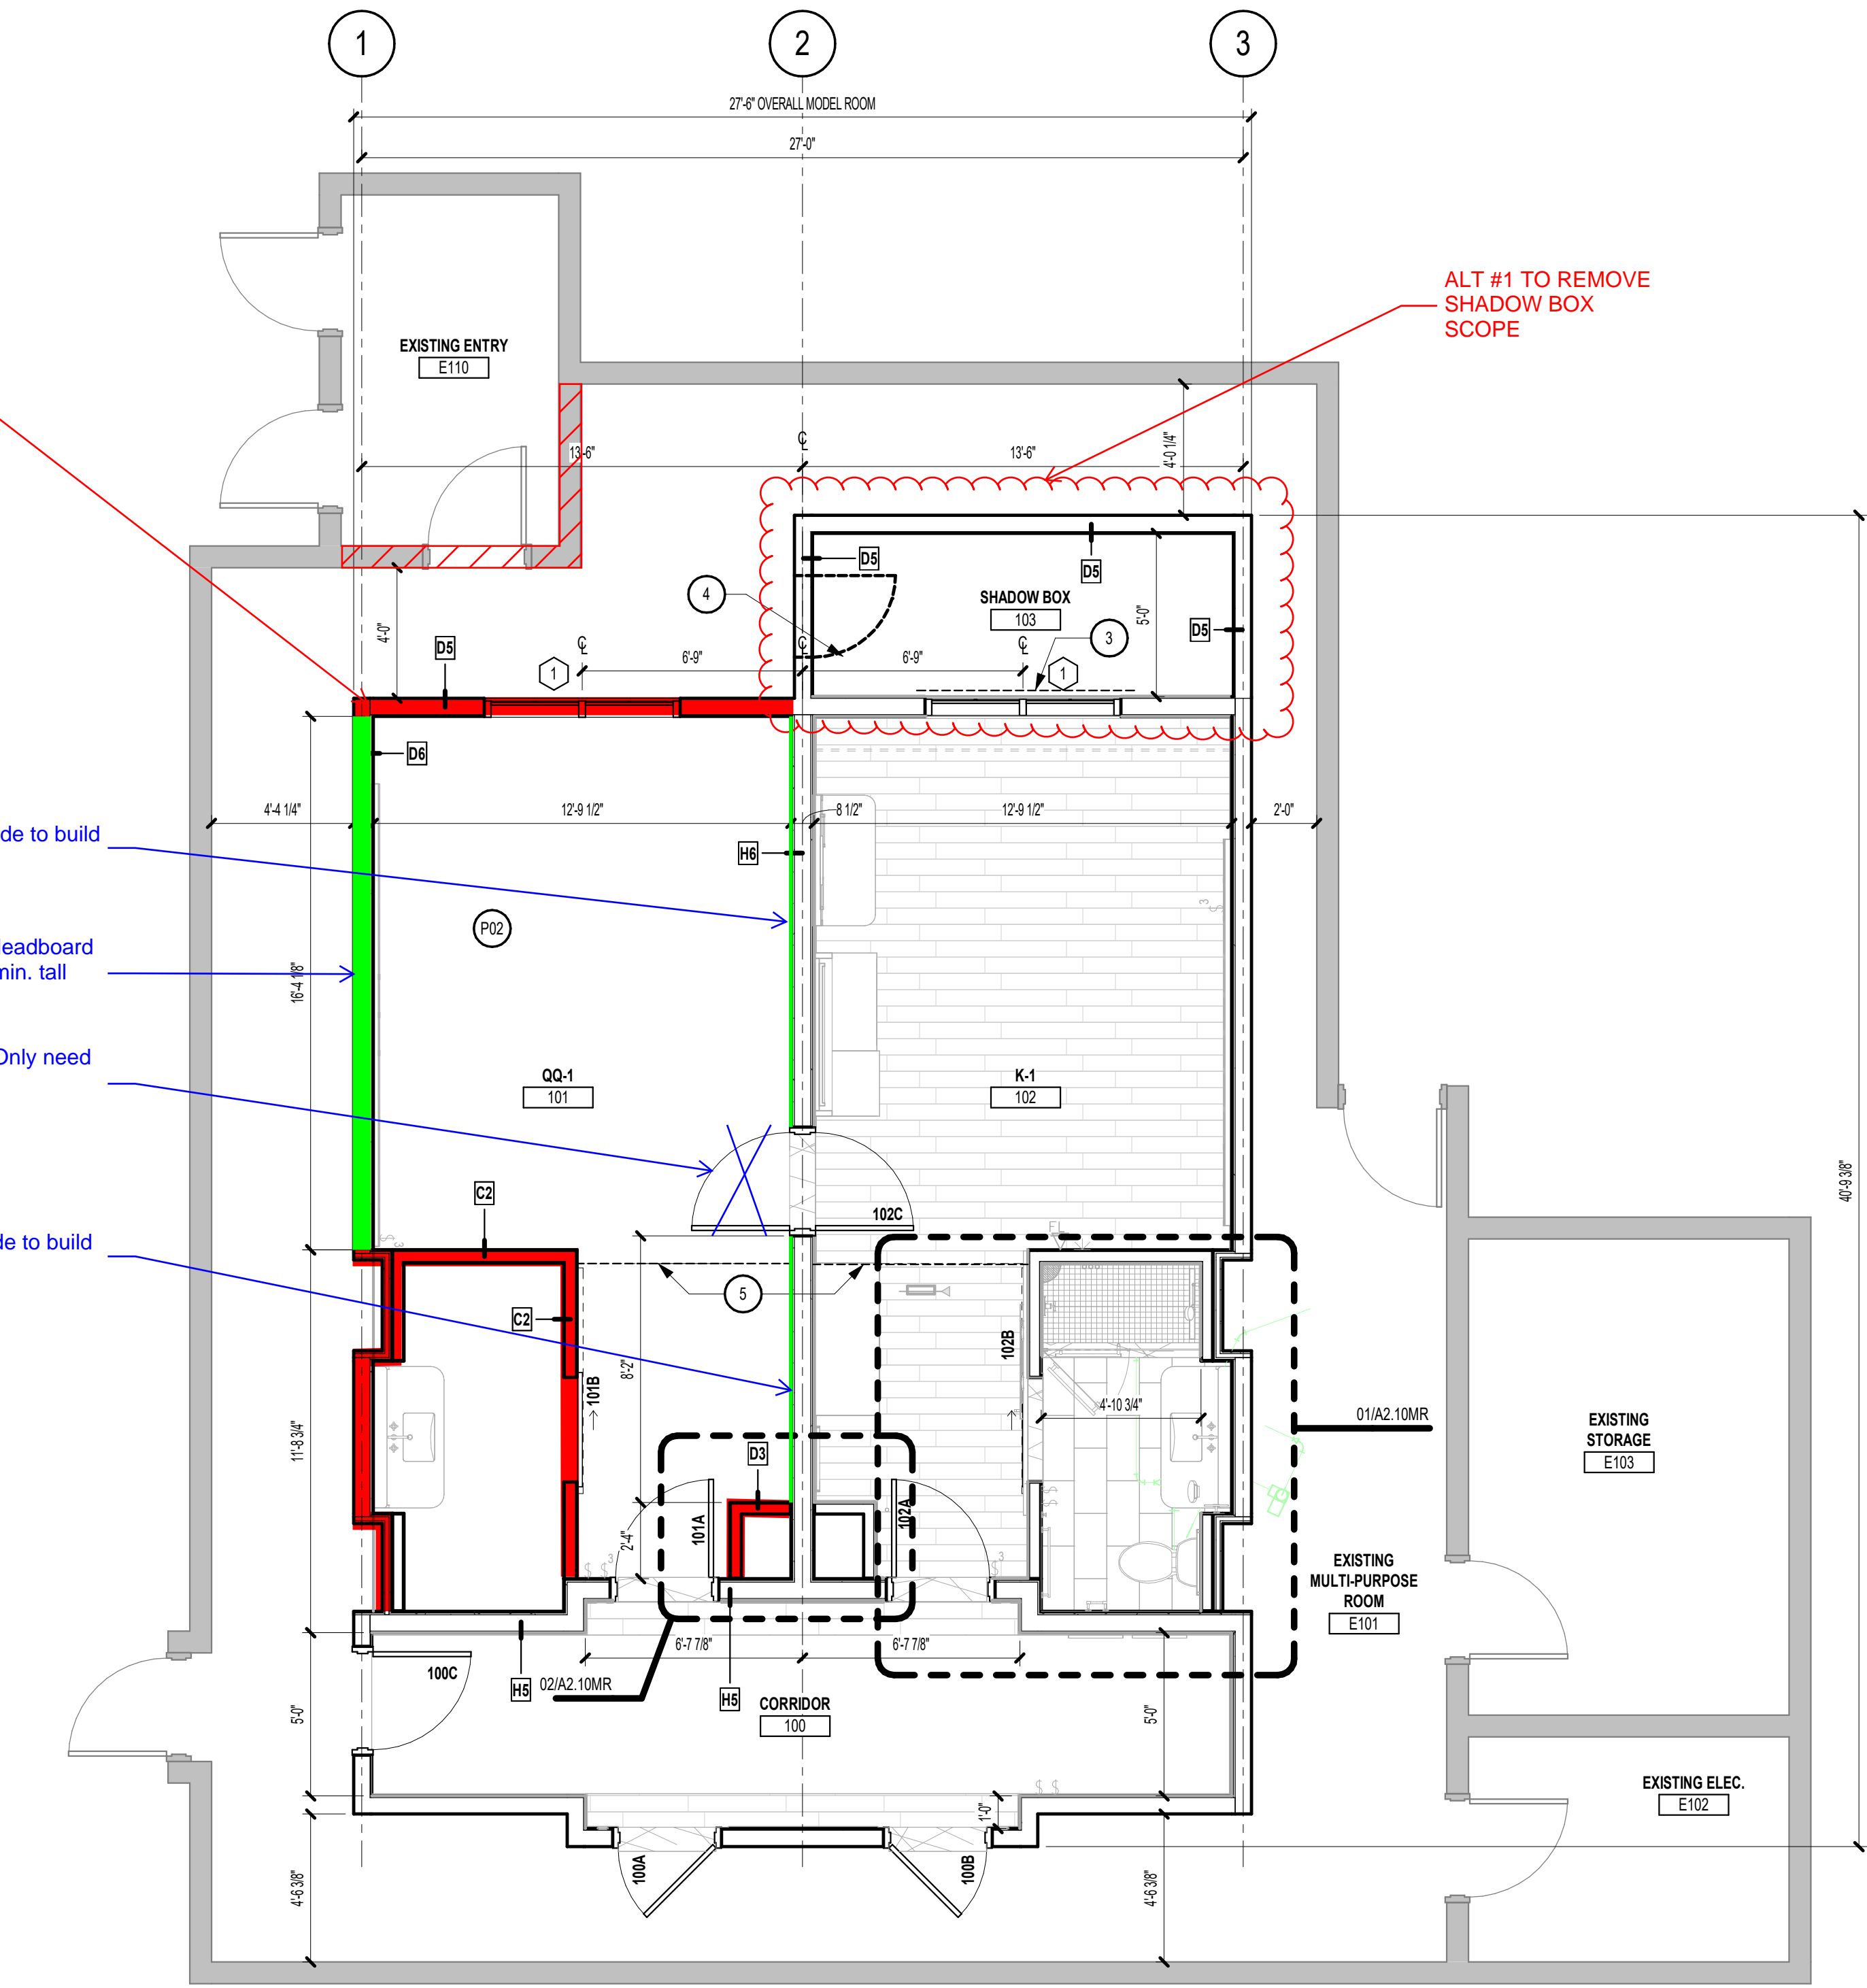 1
2
3
27'-6" OVERALL MODEL ROOM
27'-0"
ALT #1 TO REMOVE
SHADOW BOX
SCOPE
EXISTING ENTRY
E110
13'-6"
13'-6"
4'-0 1/4"
4
D5
D5
SHADOW BOX
103
5'-0"
D5
3
4'-0"
D5
1
6'-9"
6'-9"
1
D6
4'-4 1/4"
12'-9 1/2"
8 1/2"
12'-9 1/2"
2'-0"
de to build
H6
3
P02
leadboard
min. tall
16'-4 1/8"
Only need
QQ-1
101
K-1
102
C2
102C
40'-9 3/8"
de to build
3
5
C2
101B
8'-2"
102B
4'-10 3/4"
01/A2.10MR
EXISTING
STORAGE
E103
11'-8 3/4"
D3
101A
102A
2'-4"
3
3
EXISTING
MULTI-PURPOSE
ROOM
E101
6'-7 7/8"
6'-7 7/8"
100C
H5
02/A2.10MR
H5
CORRIDOR
100
5'-0"
5'-0"
EXISTING ELEC.
E102
1'-0"
100A
100B
4'-6 3/8"
4'-6 3/8"